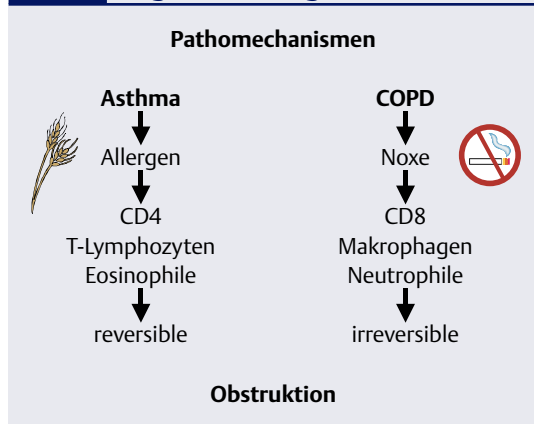 Pathomechanismen
Asthma
COPD
Allergen
Noxe
CD4
T-Lymphozyten
Eosinophile
CD8
Makrophagen
Neutrophile
reversible
irreversible
Obstruktion